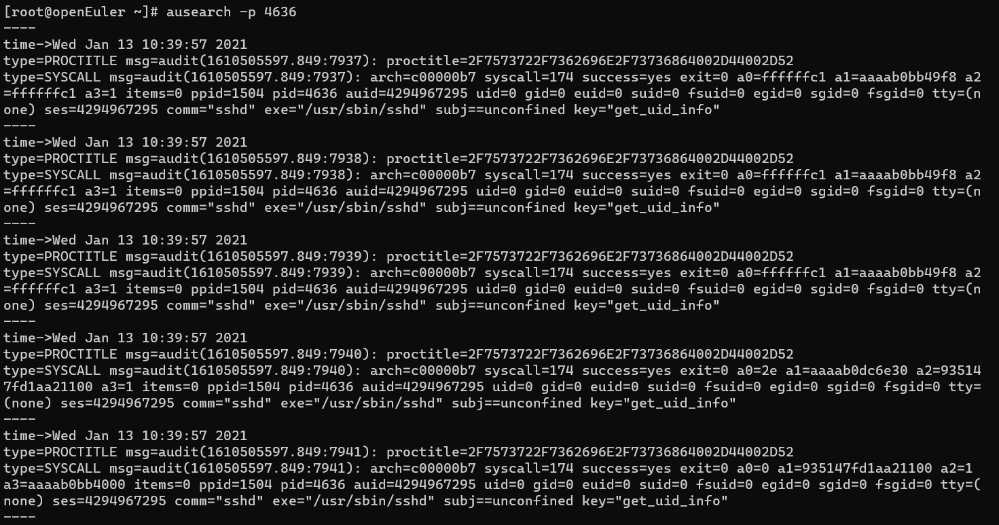 [root@openEuler ~]# ausearch -p 4636
----
time->Wed Jan 13 10:39:57 2021
type=PROCTITLE msg=audit(1610505597.849:7937): proctitle=2F7573722F7362696E2F73736864002D44002D52
type=SYSCALL msg=audit(1610505597.849:7937): arch=c00000b7 syscall=174 success=yes exit=0 a0=ffffffc1 a1=aaaab0bb49f8 a2
=ffffffc1 a3=1 items=0 ppid=1504 pid=4636 auid=4294967295 uid=0 gid=0 euid=0 suid=0 fsuid=0 egid=0 sgid=0 fsgid=0 tty=(n
one) ses=4294967295 comm="sshd" exe="/usr/sbin/sshd" subj==unconfined key="get_uid_info"
----
time->Wed Jan 13 10:39:57 2021
type=PROCTITLE msg=audit(1610505597.849:7938): proctitle=2F7573722F7362696E2F73736864002D44002D52
type=SYSCALL msg=audit(1610505597.849:7938): arch=c00000b7 syscall=174 success=yes exit=0 a0=ffffffc1 a1=aaaab0bb49f8 a2
=ffffffc1 a3=1 items=0 ppid=1504 pid=4636 auid=4294967295 uid=0 gid=0 euid=0 suid=0 fsuid=0 egid=0 sgid=0 fsgid=0 tty=(n
one) ses=4294967295 comm="sshd" exe="/usr/sbin/sshd" subj==unconfined key="get_uid_info"
----
time->Wed Jan 13 10:39:57 2021
type=PROCTITLE msg=audit(1610505597.849:7939): proctitle=2F7573722F7362696E2F73736864002D44002D52
type=SYSCALL msg=audit(1610505597.849:7939): arch=c00000b7 syscall=174 success=yes exit=0 a0=ffffffc1 a1=aaaab0bb49f8 a2
=ffffffc1 a3=1 items=0 ppid=1504 pid=4636 auid=4294967295 uid=0 gid=0 euid=0 suid=0 fsuid=0 egid=0 sgid=0 fsgid=0 tty=(n
one) ses=4294967295 comm="sshd" exe="/usr/sbin/sshd" subj==unconfined key="get_uid_info"
----
time->Wed Jan 13 10:39:57 2021
type=PROCTITLE msg=audit(1610505597.849:7940): proctitle=2F7573722F7362696E2F73736864002D44002D52
type=SYSCALL msg=audit(1610505597.849:7940): arch=c00000b7 syscall=174 success=yes exit=0 a0=2e a1=aaaab0dc6e30 a2=93514
7fd1aa21100 a3=1 items=0 ppid=1504 pid=4636 auid=4294967295 uid=0 gid=0 euid=0 suid=0 fsuid=0 egid=0 sgid=0 fsgid=0 tty=
(none) ses=4294967295 comm="sshd" exe="/usr/sbin/sshd" subj==unconfined key="get_uid_info"
----
time->Wed Jan 13 10:39:57 2021
type=PROCTITLE msg=audit(1610505597.849:7941): proctitle=2F7573722F7362696E2F73736864002D44002D52
type=SYSCALL msg=audit(1610505597.849:7941): arch=c00000b7 syscall=174 success=yes exit=0 a0=0 a1=935147fd1aa21100 a2=1
a3=aaaab0bb4000 items=0 ppid=1504 pid=4636 auid=4294967295 uid=0 gid=0 euid=0 suid=0 fsuid=0 egid=0 sgid=0 fsgid=0 tty=(
none) ses=4294967295 comm="sshd" exe="/usr/sbin/sshd" subj==unconfined key="get_uid_info"
----